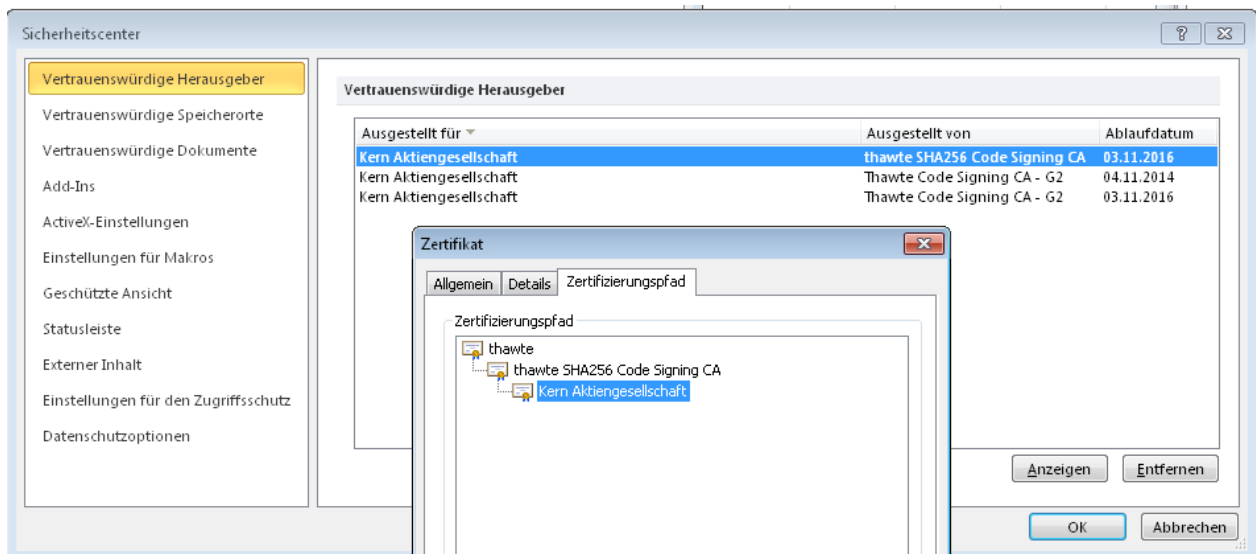 Sicherheitscenter
Vertrauenswürdige Herausgeber
Vertrauenswürdige Speicherorte
Vertrauenswürdige Dokumente
Add-Ins
ActiveX-Einstellungen
Einstellungen für Makros
Geschützte Ansicht
Statusleiste
Externer Inhalt
Einstellungen für den Zugriffsschutz
Datenschutzoptionen
Vertrauenswürdige Herausgeber
Ausgestellt für Ausgestellt von Ablaufdatum
Kern Aktiengesellschaft thawte SHA256 Code Signing CA 03.11.2016
Kern Aktiengesellschaft Thawte Code Signing CA - G2 04.11.2014
Kern Aktiengesellschaft Thawte Code Signing CA - G2 03.11.2016
Zertifikat
Allgemein Details Zertifizierungspfad
Zertifizierungspfad
thawte
thawte SHA256 Code Signing CA
Kern Aktiengesellschaft
Anzeigen Entfernen
OK Abbrechen